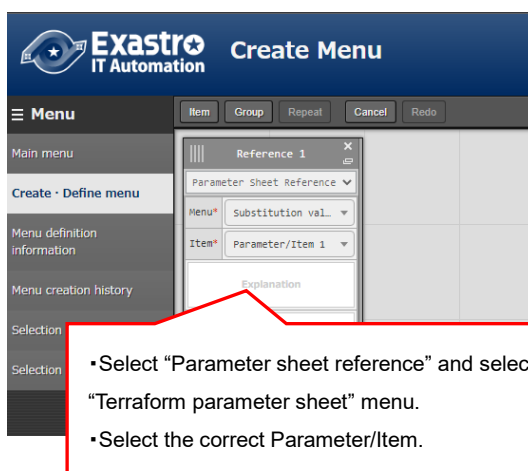 Exastro
IT Automation
Create Menu
Menu
Item Group Repeat Cancel Redo
Main menu
Create · Define menu
Menu definition
information
Menu creation history
Selection
Selection
Reference 1
Parameter Sheet Reference
Menu* Substitution val…
Item* Parameter/Item 1
Explanation
▪Select “Parameter sheet reference” and selec
“Terraform parameter sheet” menu.
▪Select the correct Parameter/Item.